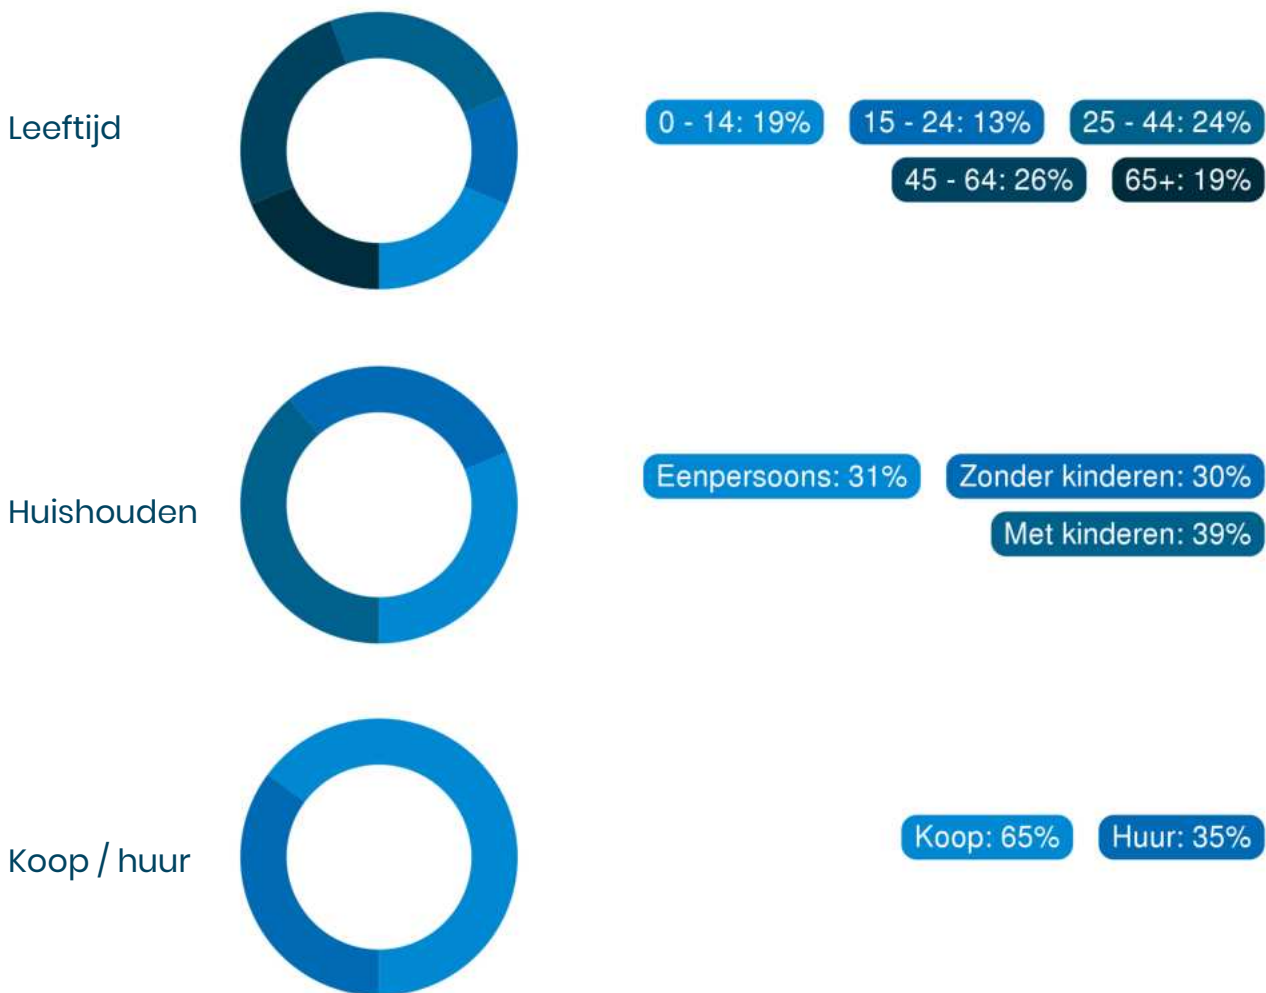 Leeftijd
0 - 14: 19% 15 - 24: 13% 25 - 44: 24%
45 - 64: 26% 65+: 19%
Huishouden
Eenpersoons: 31% Zonder kinderen: 30%
Met kinderen: 39%
Koop / huur
Koop: 65% Huur: 35%